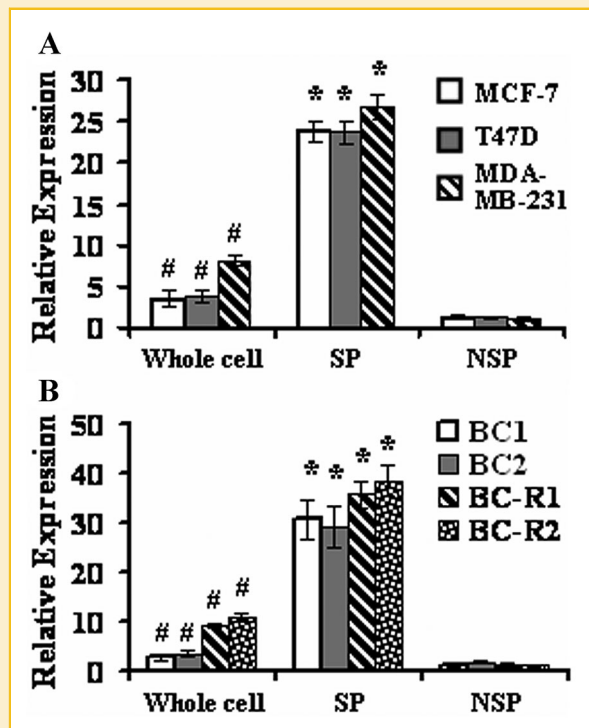 A
Relative Expression
30
25
20
15
10
5
0
# # #
* * *
MCF-7
T47D
MDA-
MB-231
Whole cell SP NSP
B
Relative Expression
50
40
30
20
10
0
# # # #
* * * *
BC1
BC2
BC-R1
BC-R2
Whole cell SP NSP